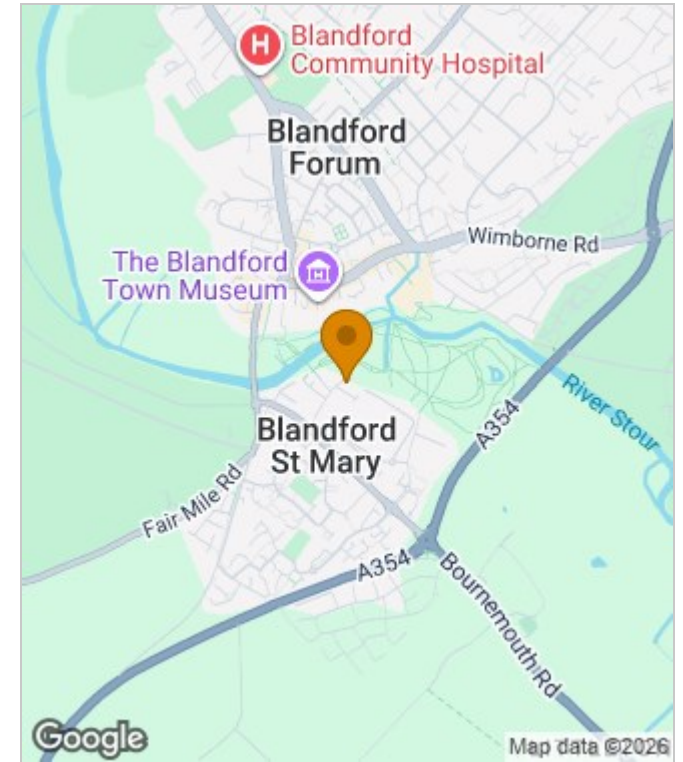 H
Blandford
Community Hospital
Blandford
Forum
Wimborne Rd
The Blandford
Town Museum
River Stour
A354
Blandford
St Mary
Fair Mile Rd
A354
Bournemouth Rd
Google
Map data ©2026